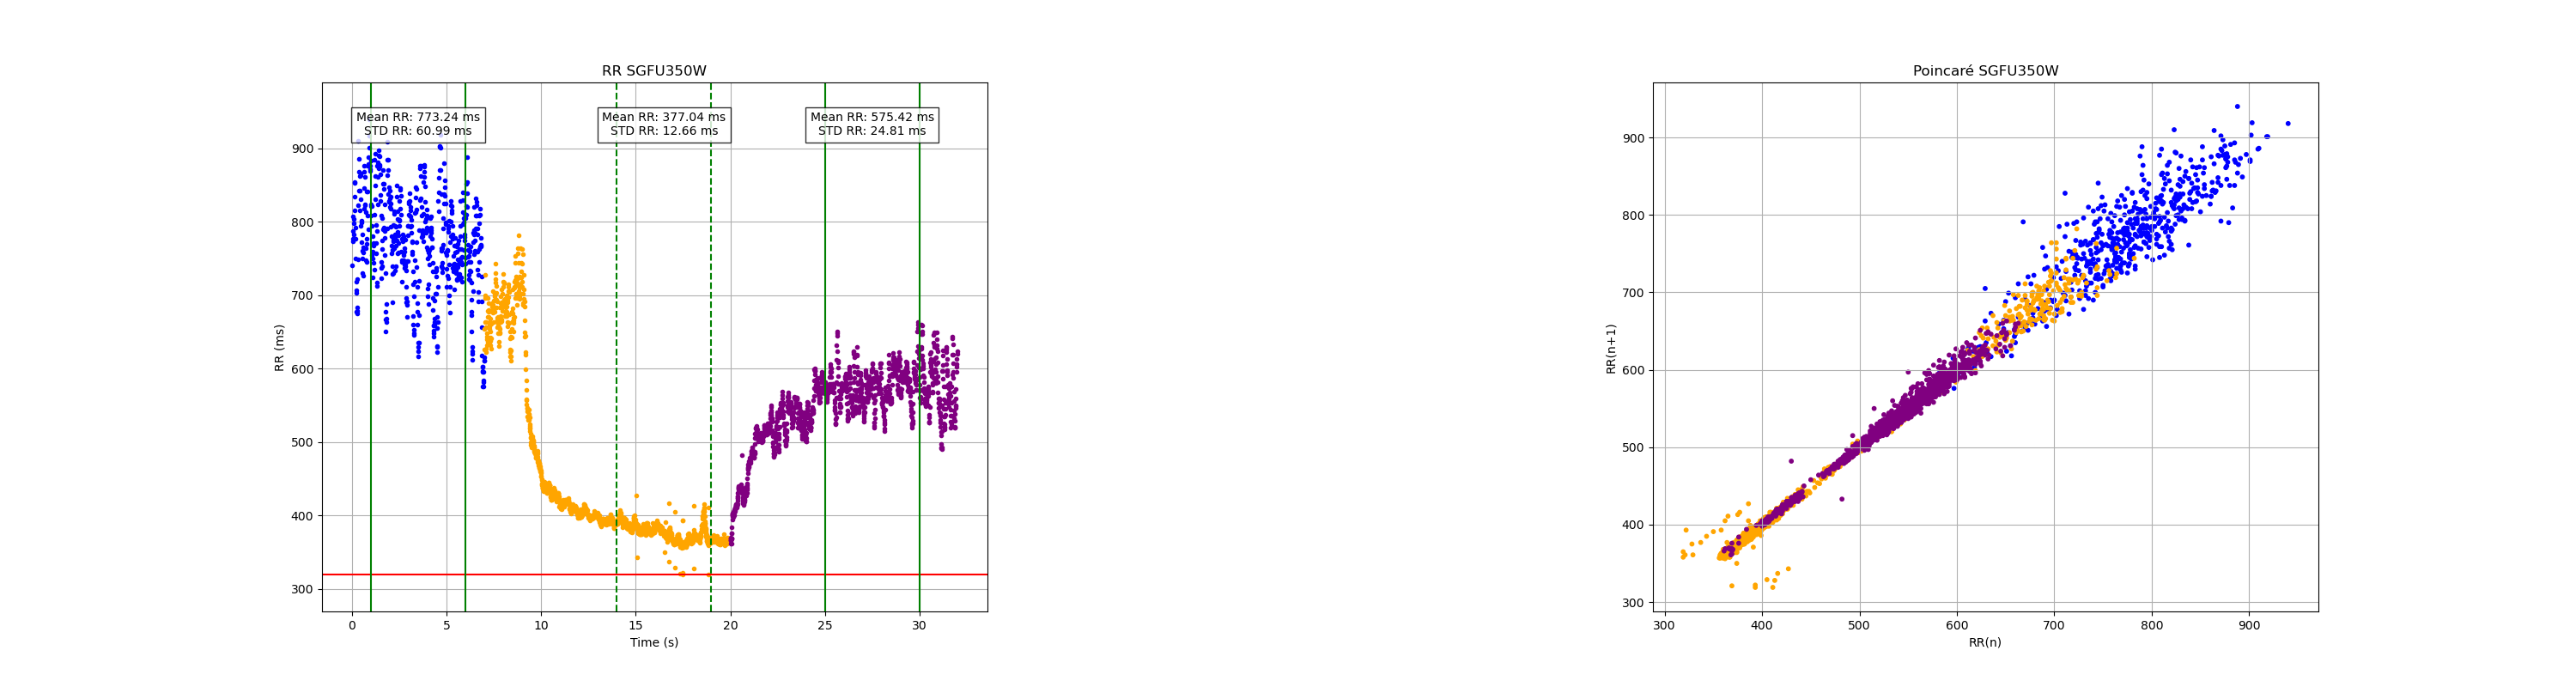 RR SGFU350W
Mean RR: 773.24 ms
STD RR: 60.99 ms
Mean RR: 377.04 ms
STD RR: 12.66 ms
Mean RR: 575.42 ms
STD RR: 24.81 ms
900
800
700
600
500
400
300
RR (ms)
0 5 10 15 20 25 30
Time (s)
Poincaré SGFU350W
900
800
700
600
500
400
300
RR(n+1)
300 400 500 600 700 800 900
RR(n)